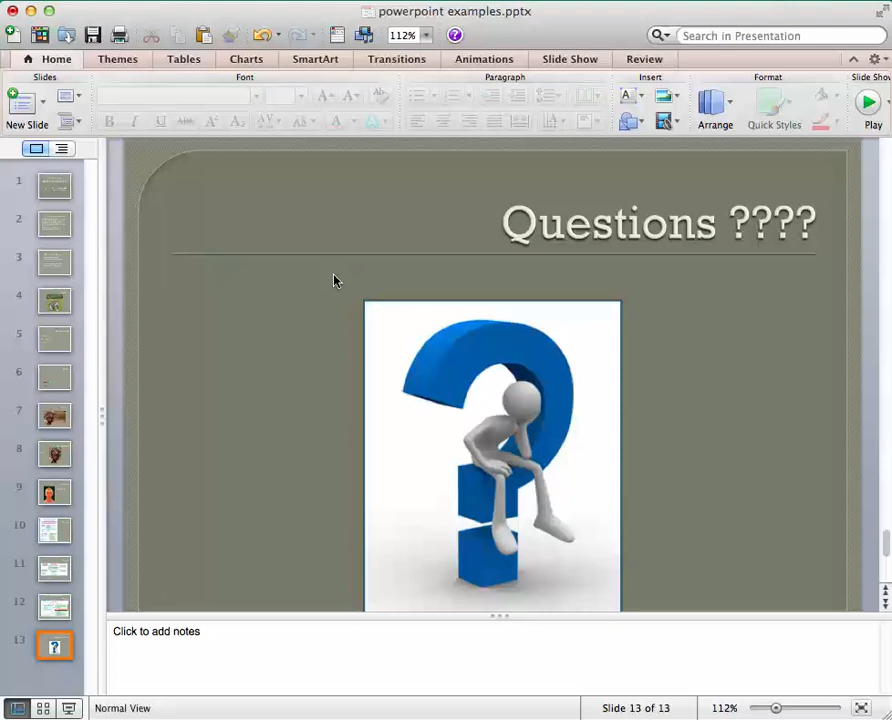 powerpoint examples.pptx
112%
Search in Presentation
Home Themes Tables Charts SmartArt Transitions Animations Slide Show Review
Slides Font Paragraph Insert Format Slide Show
New Slide
Arrange Quick Styles Play
Questions ????
1
2
3
4
5
6
7
8
9
10
11
12
13
Click to add notes
Normal View Slide 13 of 13 112%